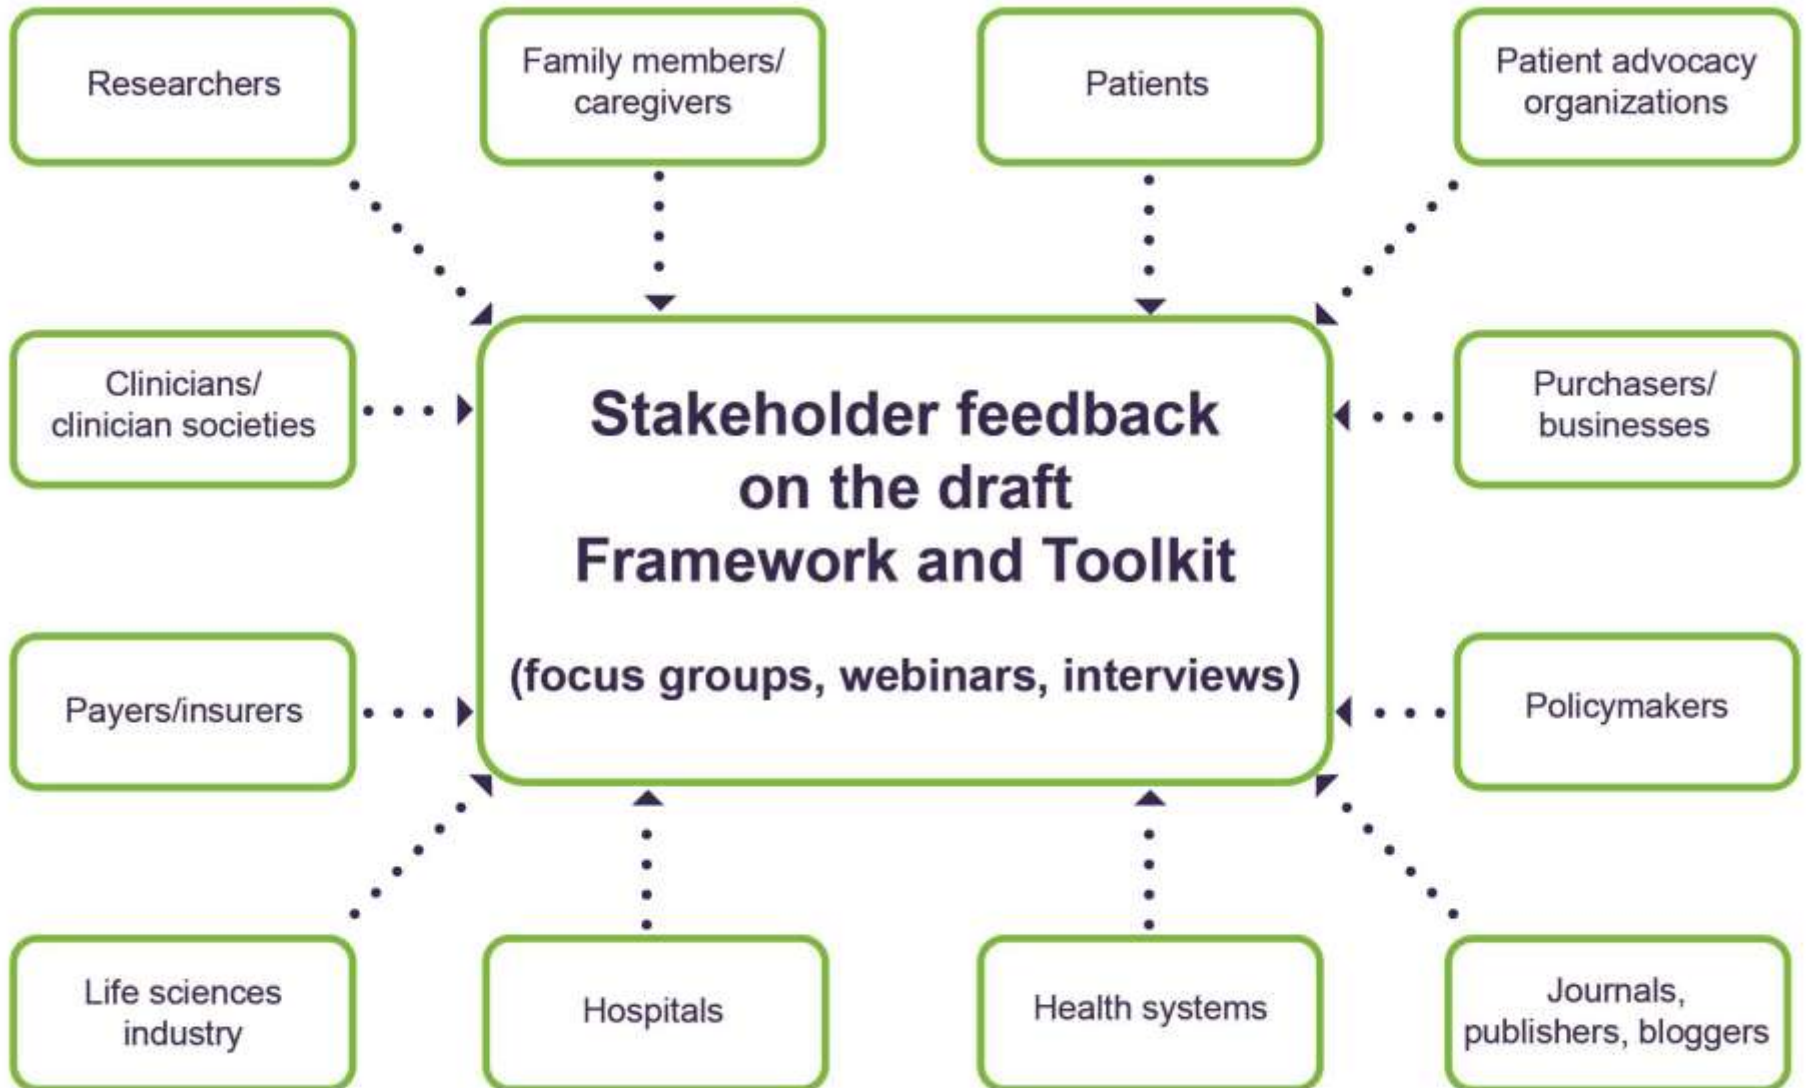 Researchers
Family members/
caregivers
Patients
Patient advocacy
organizations
Clinicians/
clinician societies
Stakeholder feedback
on the draft
Framework and Toolkit
(focus groups, webinars, interviews)
Purchasers/
businesses
Payers/insurers
Policymakers
Life sciences
industry
Hospitals
Health systems
Journals,
publishers, bloggers